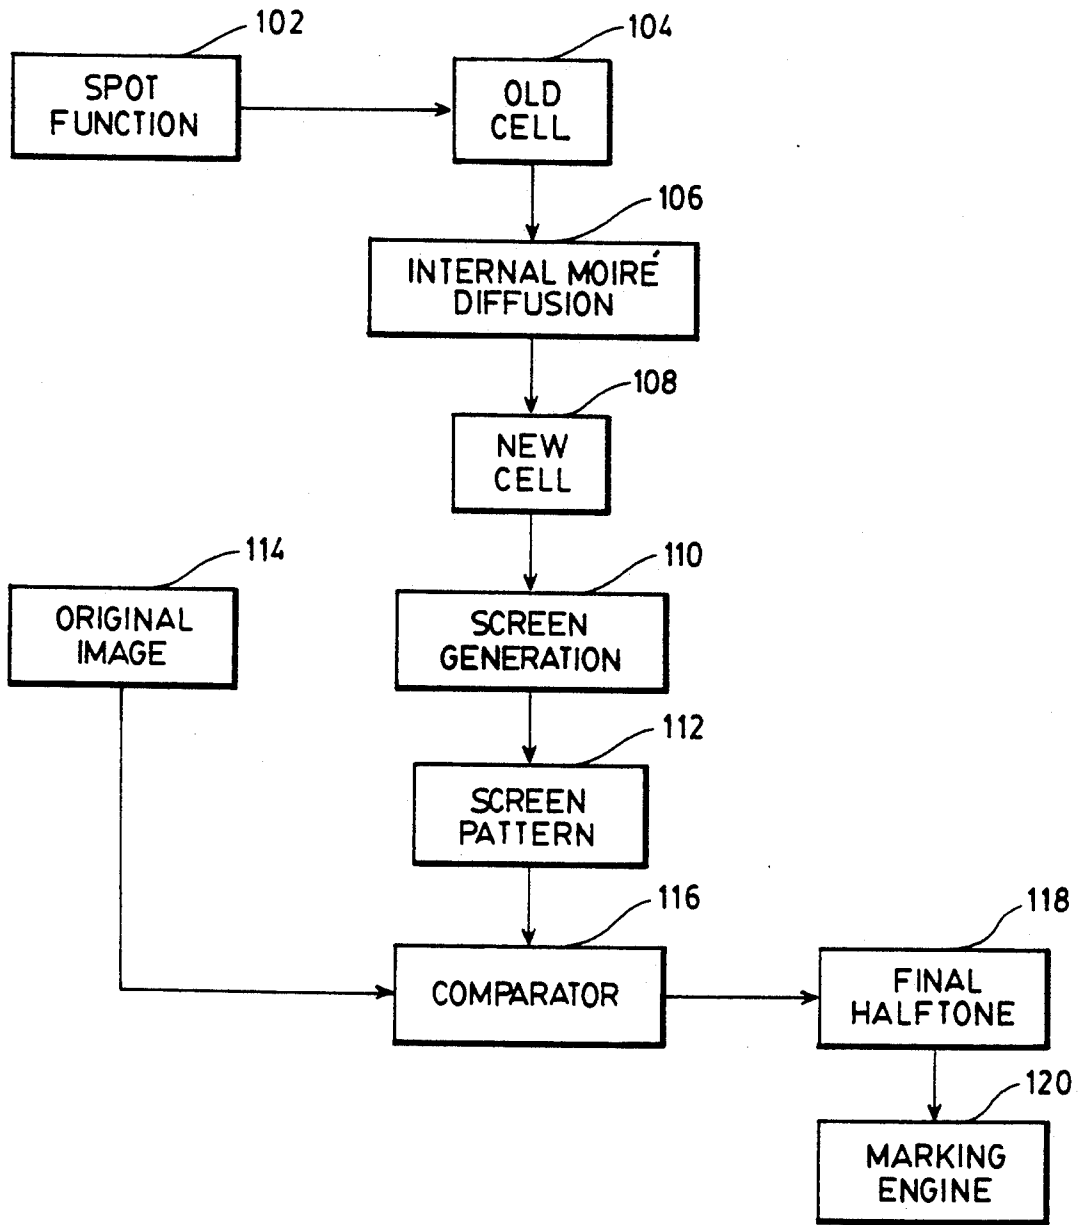 102
SPOT
FUNCTION
104
OLD
CELL
106
INTERNAL MOIRÉ
DIFFUSION
108
NEW
CELL
114
ORIGINAL
IMAGE
110
SCREEN
GENERATION
112
SCREEN
PATTERN
116
COMPARATOR
118
FINAL
HALFTONE
120
MARKING
ENGINE